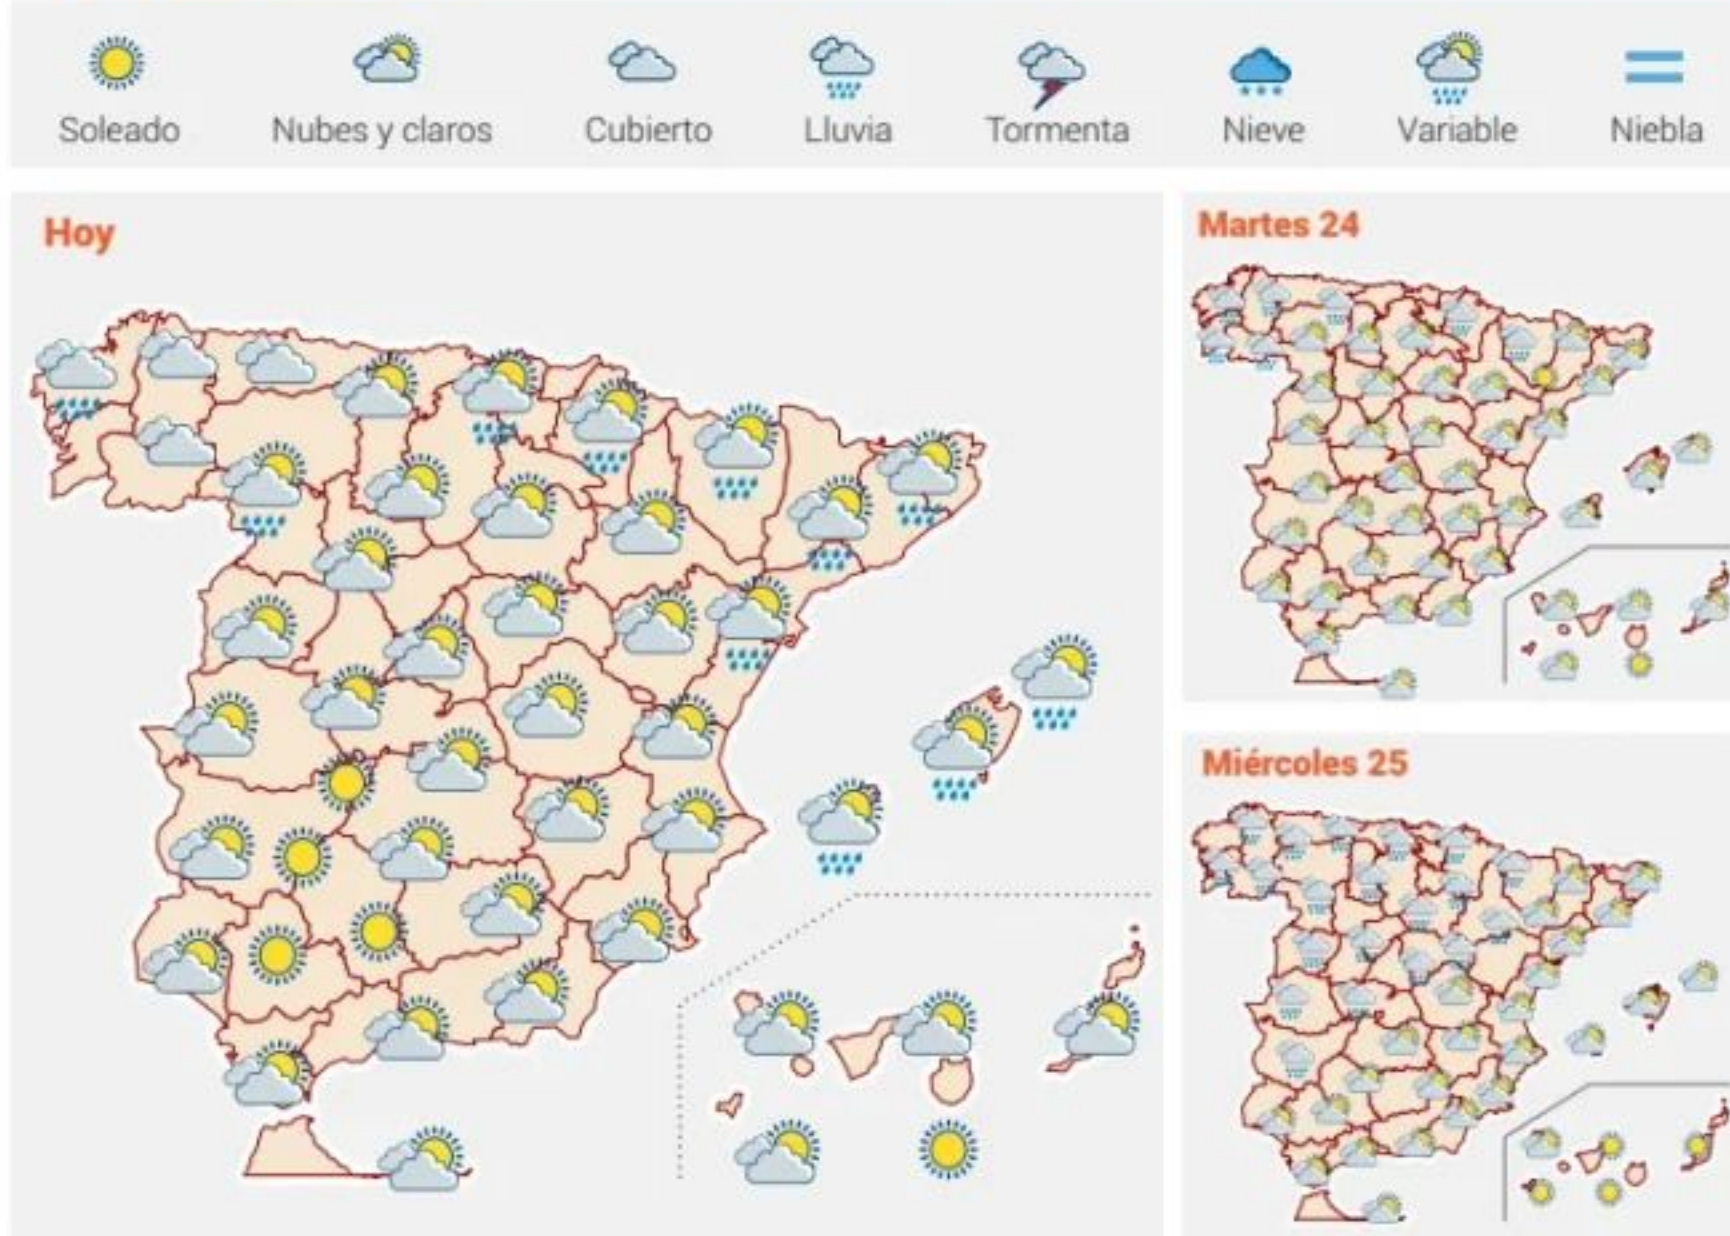 Soleado
Nubes y claros
Cubierto
Lluvia
Tormenta
Nieve
Variable
Niebla
Hoy
Martes 24
Miércoles 25